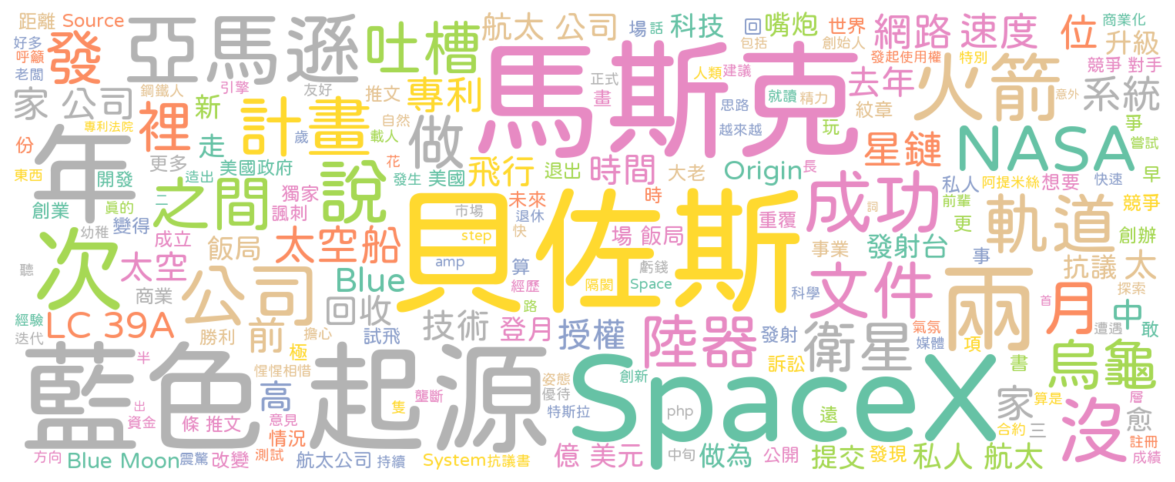 距離 Source
好多
呼籲
老闆
發
亞馬遜
吐槽
航太 公司
場
話
科技
回
嘴炮
包括
世界
創始人
網路 速度
位
商業化
升級
競爭 對手
家 公司
鋼鐵人
引擎
友好
推文
專利
正式
畫
馬斯克
人類
建議
思路
就讀
精力
越來越
玩
去年
紋章
發起
使用權
特別
火箭
意外
系統
爭
嘗試
裡
新
計畫
自然
載人
做
星鏈
NASA
專利法院
年
份
東西
走
更多
歲
美國政府
開發
造出
二
之間
說
花
發生
美國
飛行
退出
時間
大老
Origin
長
成功
私人
前輩
阿提米絲
想要
快速
早
創業
真的
變得
獨家
諷刺
幼稚
成立
飯局
太空船
市場
退休
未來
快
step
時
場 飯局
貝佐斯
重覆
詞
更
軌道
競爭
創辦
次
聽
太空
商業
公司
Blue
amp
算
經歷
路
虧錢
隔閡
Space
事業
科學
發射台
事
文件
兩
抗議
太
探索
月
首
中
敢
遭遇
經驗
迭代
LC 39A
勝利
前
擔心
回收
試飛
技術
登月
授權
陸器
發射
訴訟
衛星
氣氛
媒體
項
書
烏龜
層
藍色起源
半
惺惺相惜
極
高
隻
壟斷
姿態
優待
創新
特斯拉
SpaceX
php
遠
家
合約
三
算是
沒
愈
註冊
成績
出
資金
方向
條 推文
意見
情況
測試
Blue Moon
震驚
改變
航太公司
持續
System
抗議書
億 美元
中旬
做為
公開
提交
發現
私人 航太